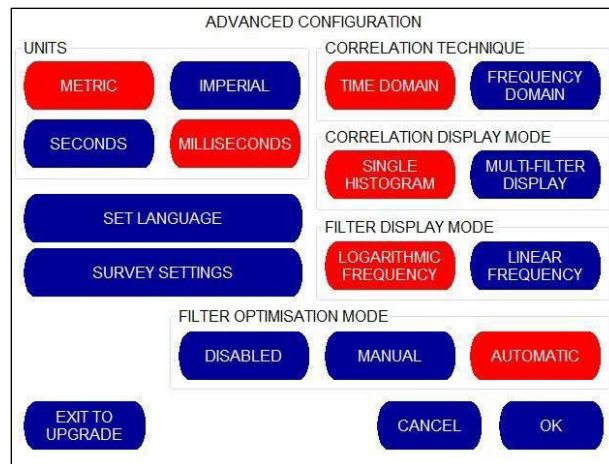 ADVANCED CONFIGURATION
UNITS
METRIC
IMPERIAL
SECONDS
MILLISECONDS
SET LANGUAGE
SURVEY SETTINGS
CORRELATION TECHNIQUE
TIME DOMAIN
FREQUENCY
DOMAIN
CORRELATION DISPLAY MODE
SINGLE
HISTOGRAM
MULTI-FILTER
DISPLAY
FILTER DISPLAY MODE
LOGARITHMIC
FREQUENCY
LINEAR
FREQUENCY
FILTER OPTIMISATION MODE
DISABLED
MANUAL
AUTOMATIC
EXIT TO
UPGRADE
CANCEL
OK